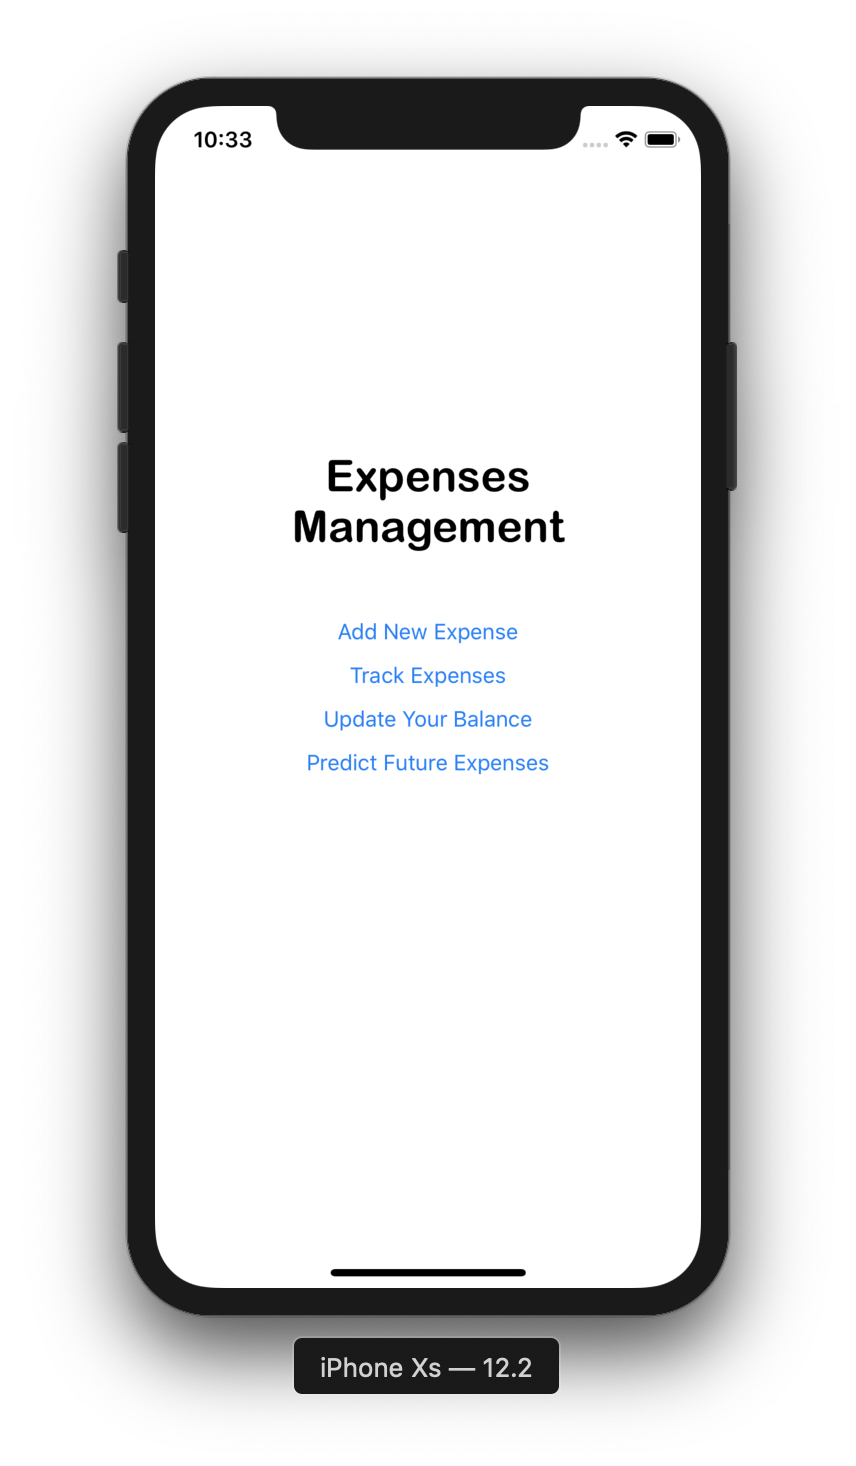 10:33
Expenses
Management
Add New Expense
Track Expenses
Update Your Balance
Predict Future Expenses
iPhone Xs — 12.2